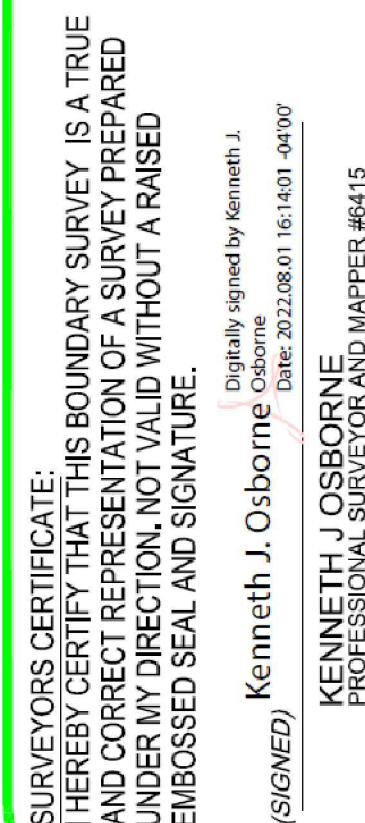 SURVEYORS CERTIFICATE:
I HEREBY CERTIFY THAT THIS BOUNDARY SURVEY IS A TRUE
AND CORRECT REPRESENTATION OF A SURVEY PREPARED
UNDER MY DIRECTION. NOT VALID WITHOUT A RAISED
EMBOSSED SEAL AND SIGNATURE.
Digitally signed by Kenneth J.
Osborne
Date: 2022.08.01 16:14:01 -04'00'
(SIGNED) Kenneth J. Osborne
KENNETH J OSBORNE
PROFESSIONAL SURVEYOR AND MAPPER #6415